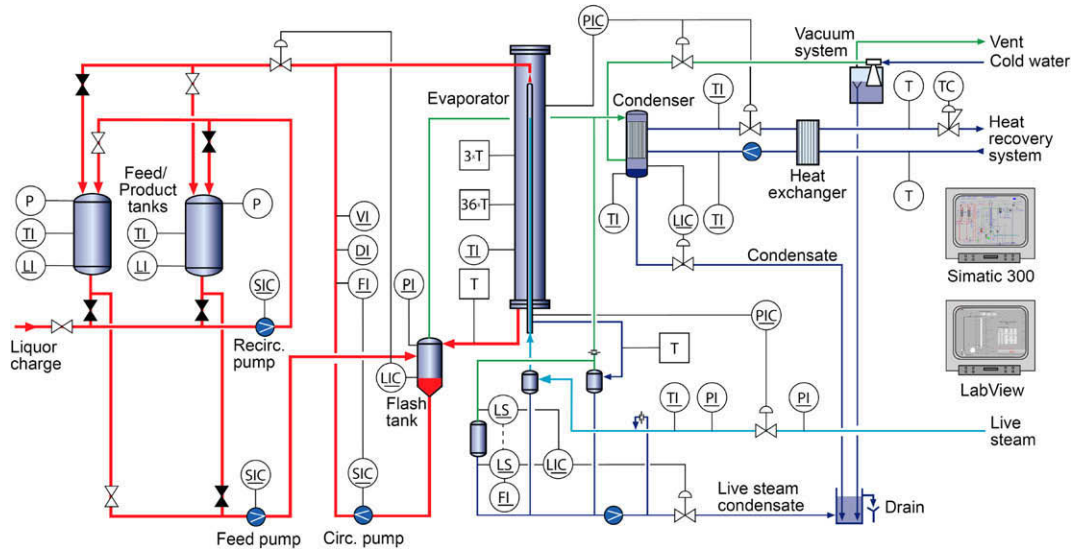 PIC
Vacuum
system
Vent
Cold water
Evaporator
Condenser
TI
T
TC
3×T
Heat
recovery
system
Feed/
Product
tanks
P
P
36×T
Heat
exchanger
TI
TI
VI
TI
LIC
TI
T
LI
LI
DI
TI
Condensate
Simatic 300
SIC
FI
PI
T
PIC
Liquor
charge
Recirc.
pump
LIC
Flash
tank
T
LabView
TI
PI
PI
Live
steam
LS
SIC
SIC
LS
LIC
FI
Live steam
condensate
Drain
Feed pump
Circ. pump